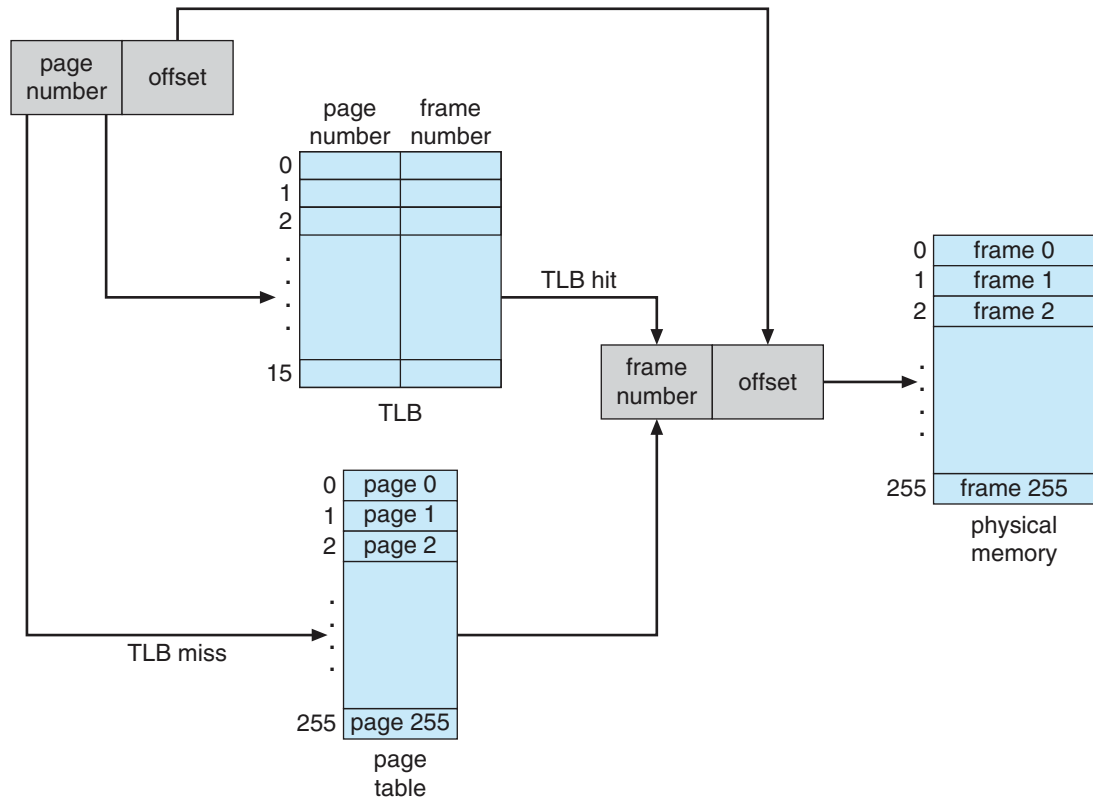 page
number
offset
page
number
frame
number
0
1
2
.
.
.
.
15
TLB
TLB hit
frame
number
offset
0
frame 0
1
frame 1
2
frame 2
.
.
.
.
255
frame 255
physical
memory
TLB miss
0
page 0
1
page 1
2
page 2
.
.
.
.
255
page 255
page
table